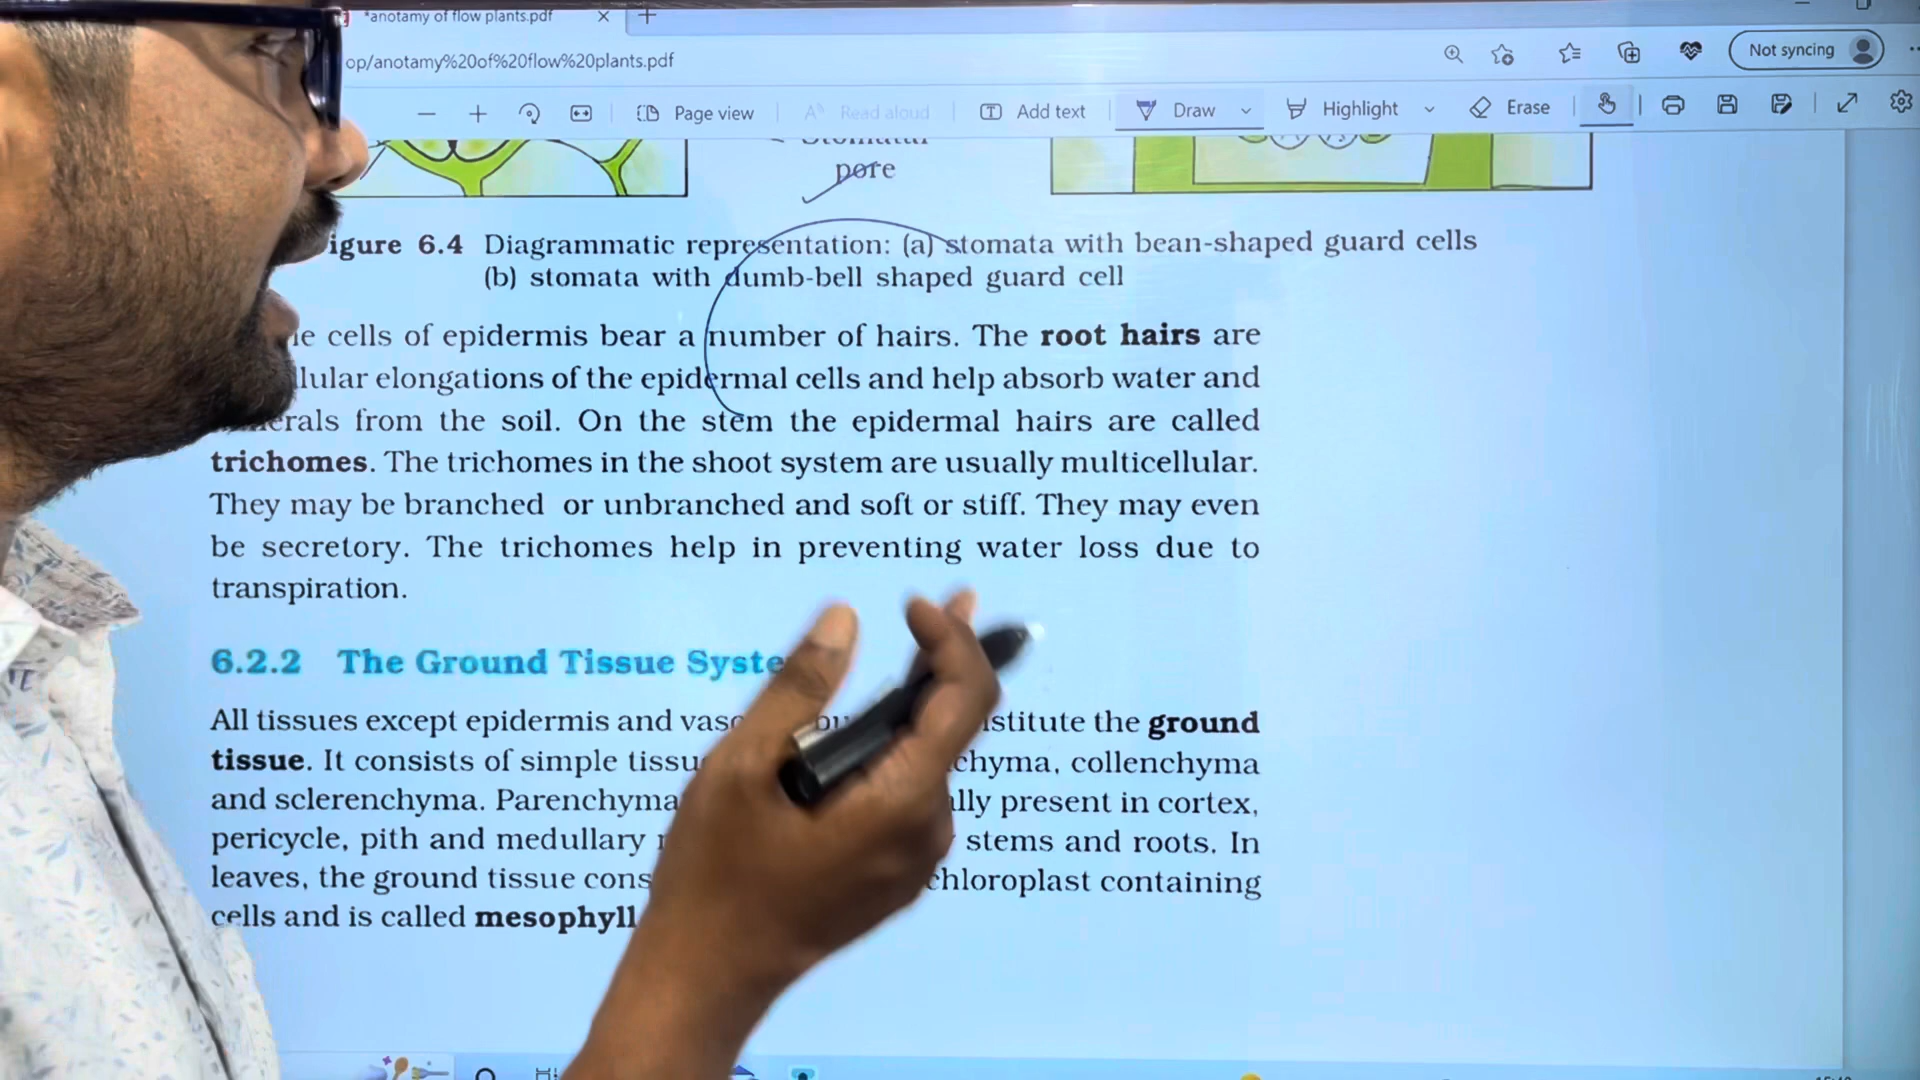 *anotamy of flow plants.pdf
op/anotamy%20of%20flow%20plants.pdf
Not syncing
Page view
Read aloud
Add text
Draw
Highlight
Erase
pore
igure 6.4 Diagrammatic representation: (a) stomata with bean-shaped guard cells
(b) stomata with dumb-bell shaped guard cell
cells of epidermis bear a number of hairs. The root hairs are
lular elongations of the epidermal cells and help absorb water and
erals from the soil. On the stem the epidermal hairs are called
trichomes. The trichomes in the shoot system are usually multicellular.
They may be branched or unbranched and soft or stiff. They may even
be secretory. The trichomes help in preventing water loss due to
transpiration.
6.2.2 The Ground Tissue Syste
All tissues except epidermis and vasc stitute the ground
tissue. It consists of simple tissu chyma, collenchyma
and sclerenchyma. Parenchyma lly present in cortex,
pericycle, pith and medullary stems and roots. In
leaves, the ground tissue cons chloroplast containing
cells and is called mesophyll